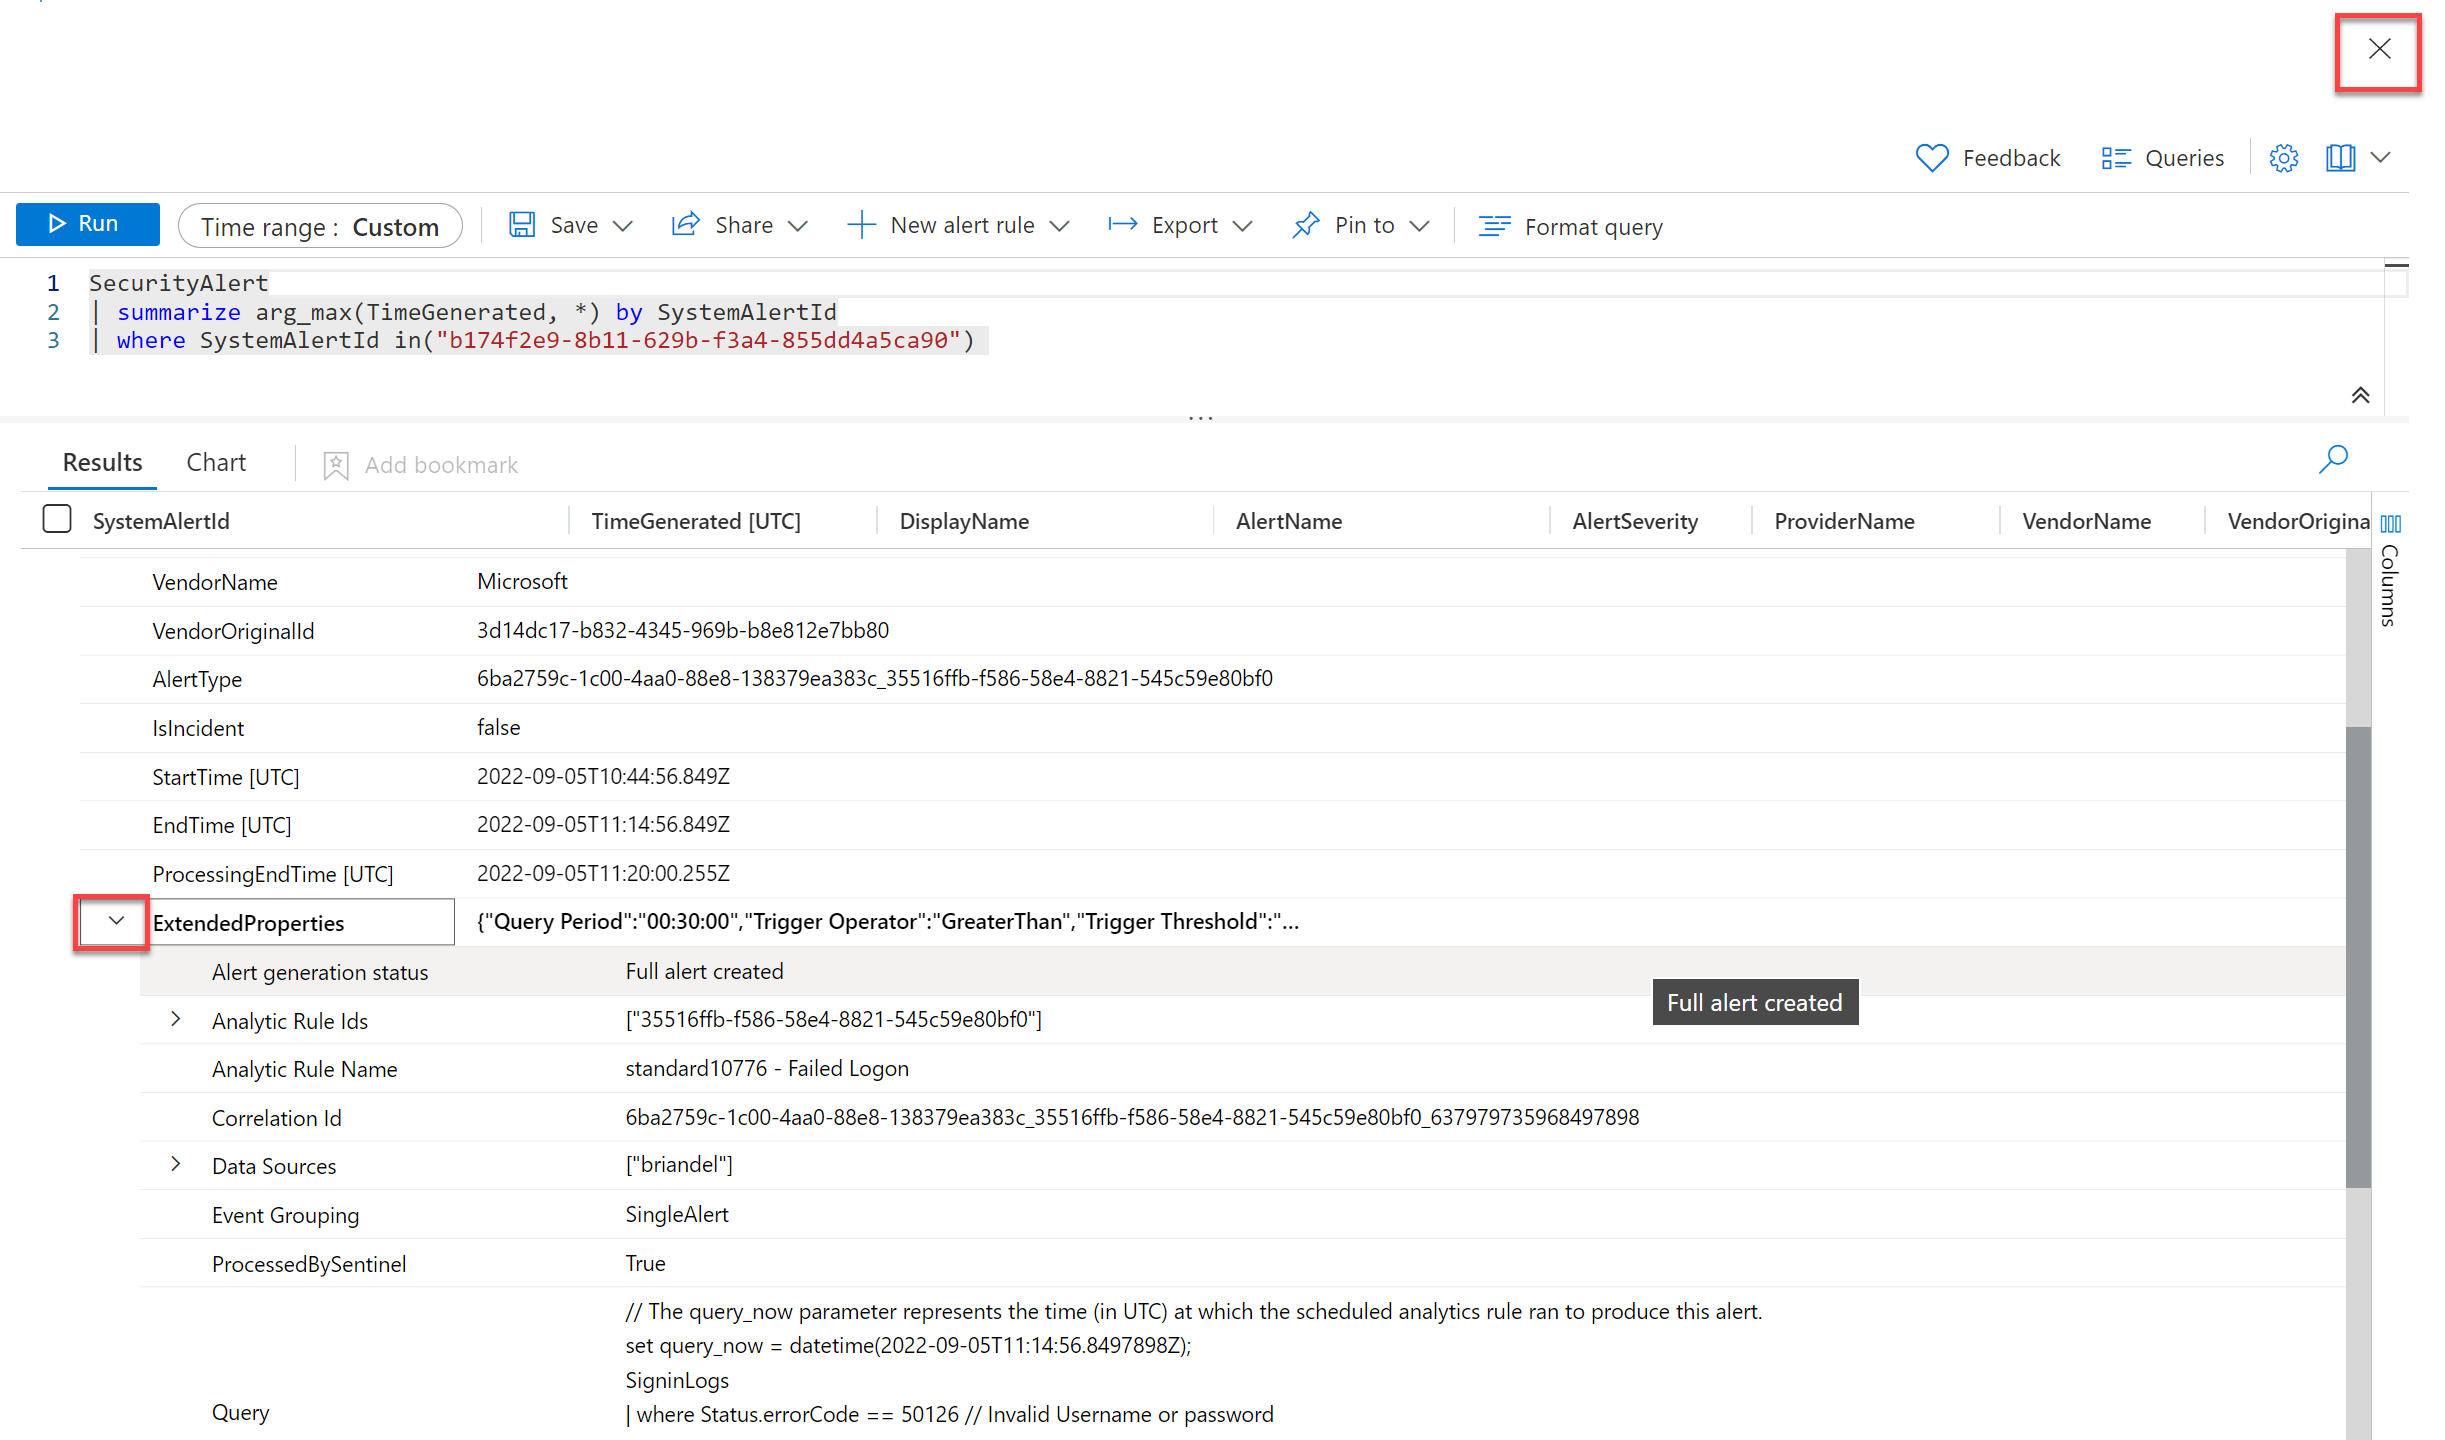 Feedback Queries
Run Time range : Custom Save Share New alert rule Export Pin to Format query
1 SecurityAlert
2 | summarize arg_max(TimeGenerated, *) by SystemAlertId
3 | where SystemAlertId in("b174f2e9-8b11-629b-f3a4-855dd4a5ca90")
Results Chart Add bookmark
SystemAlertId TimeGenerated [UTC] DisplayName AlertName AlertSeverity ProviderName VendorName VendorOrigina
Columns
VendorName Microsoft
VendorOriginalId 3d14dc17-b832-4345-969b-b8e812e7bb80
AlertType 6ba2759c-1c00-4aa0-88e8-138379ea383c_35516ffb-f586-58e4-8821-545c59e80bf0
IsIncident false
StartTime [UTC] 2022-09-05T10:44:56.849Z
EndTime [UTC] 2022-09-05T11:14:56.849Z
ProcessingEndTime [UTC] 2022-09-05T11:20:00.255Z
ExtendedProperties {"Query Period":"00:30:00","Trigger Operator":"GreaterThan","Trigger Threshold":"...
Alert generation status Full alert created
Full alert created
Analytic Rule Ids ["35516ffb-f586-58e4-8821-545c59e80bf0"]
Analytic Rule Name standard10776 - Failed Logon
Correlation Id 6ba2759c-1c00-4aa0-88e8-138379ea383c_35516ffb-f586-58e4-8821-545c59e80bf0_637979735968497898
Data Sources ["briandel"]
Event Grouping SingleAlert
ProcessedBySentinel True
// The query_now parameter represents the time (in UTC) at which the scheduled analytics rule ran to produce this alert.
set query_now = datetime(2022-09-05T11:14:56.8497898Z);
SigninLogs
Query | where Status.errorCode == 50126 // Invalid Username or password